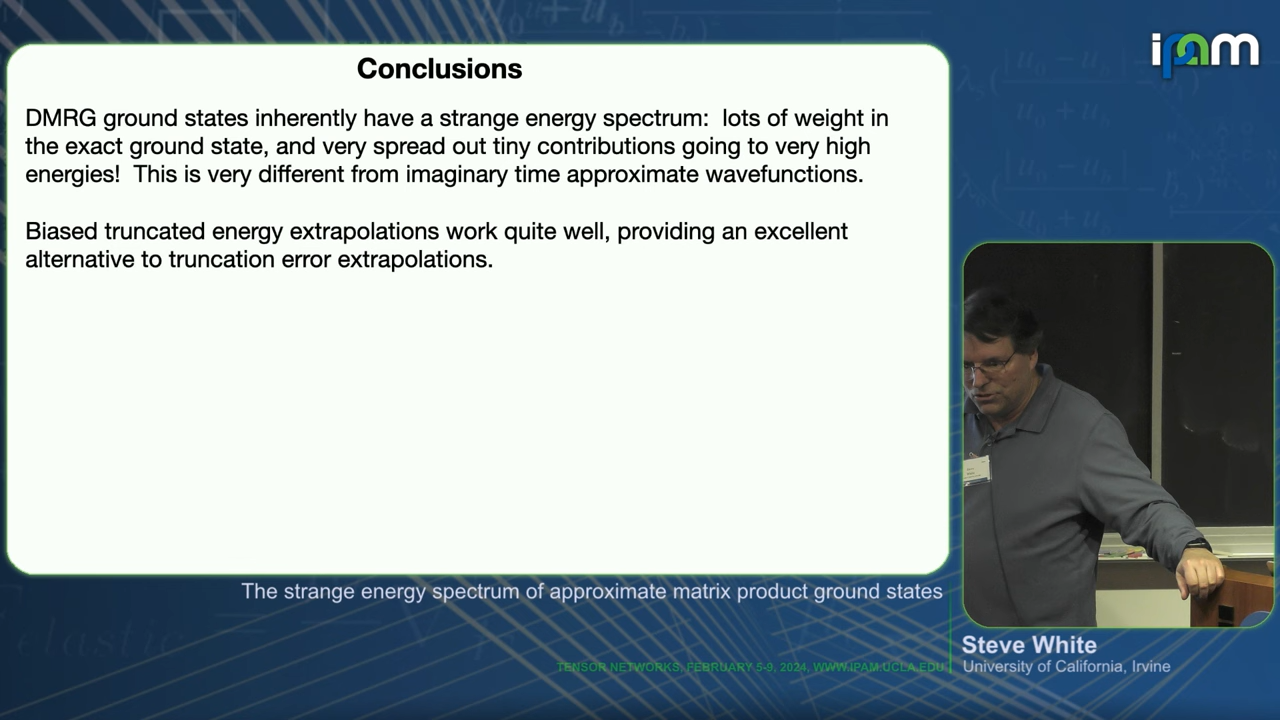 ipam
Conclusions
DMRG ground states inherently have a strange energy spectrum: lots of weight in
the exact ground state, and very spread out tiny contributions going to very high
energies! This is very different from imaginary time approximate wavefunctions.
Biased truncated energy extrapolations work quite well, providing an excellent
alternative to truncation error extrapolations.
The strange energy spectrum of approximate matrix product ground states
Steve White
University of California, Irvine
TENSOR NETWORKS, FEBRUARY 5-9, 2024, WWW.IPAM.UCLA.EDU
elastic